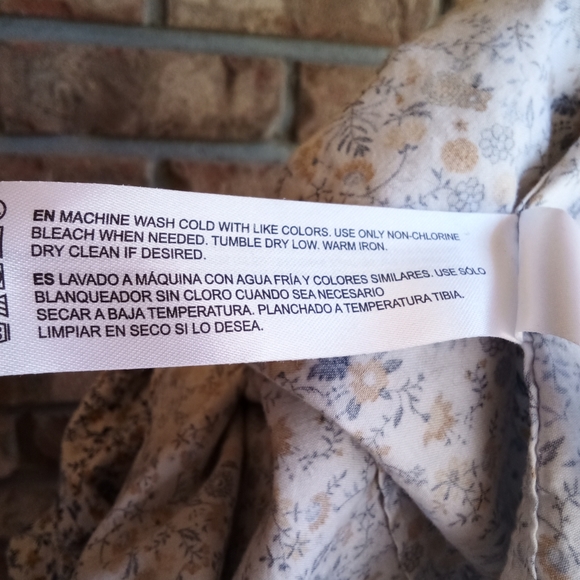 EN MACHINE WASH COLD WITH LIKE COLORS. USE ONLY NON-CHLORINE
BLEACH WHEN NEEDED. TUMBLE DRY LOW. WARM IRON.
DRY CLEAN IF DESIRED.
ES LAVADO A MÁQUINA CON AGUA FRÍA Y COLORES SIMILARES. USE SÓLO
BLANQUEADOR SIN CLORO CUANDO SEA NECESARIO
SECAR A BAJA TEMPERATURA. PLANCHADO A TEMPERATURA TIBIA.
LIMPIAR EN SECO SI LO DESEA.